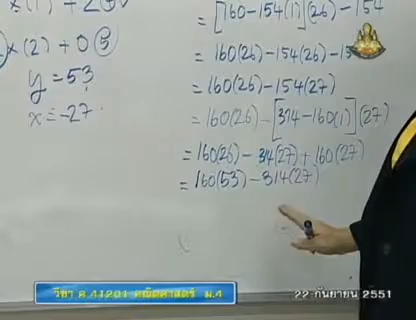 x(1) + 2
x(2) + 0
y = 53
x = -27
= [160-154(1)](26) - 154
= 160(26) - 154(26) - 15
= 160(26) - 154(27)
= 160(26) - [314-160(1)](27)
= 160(26) - 314(27) + 160(27)
= 160(53) - 314(27)
วิชา ค 41201 คณิตศาสตร์ ม.4
22 กันยายน 2551